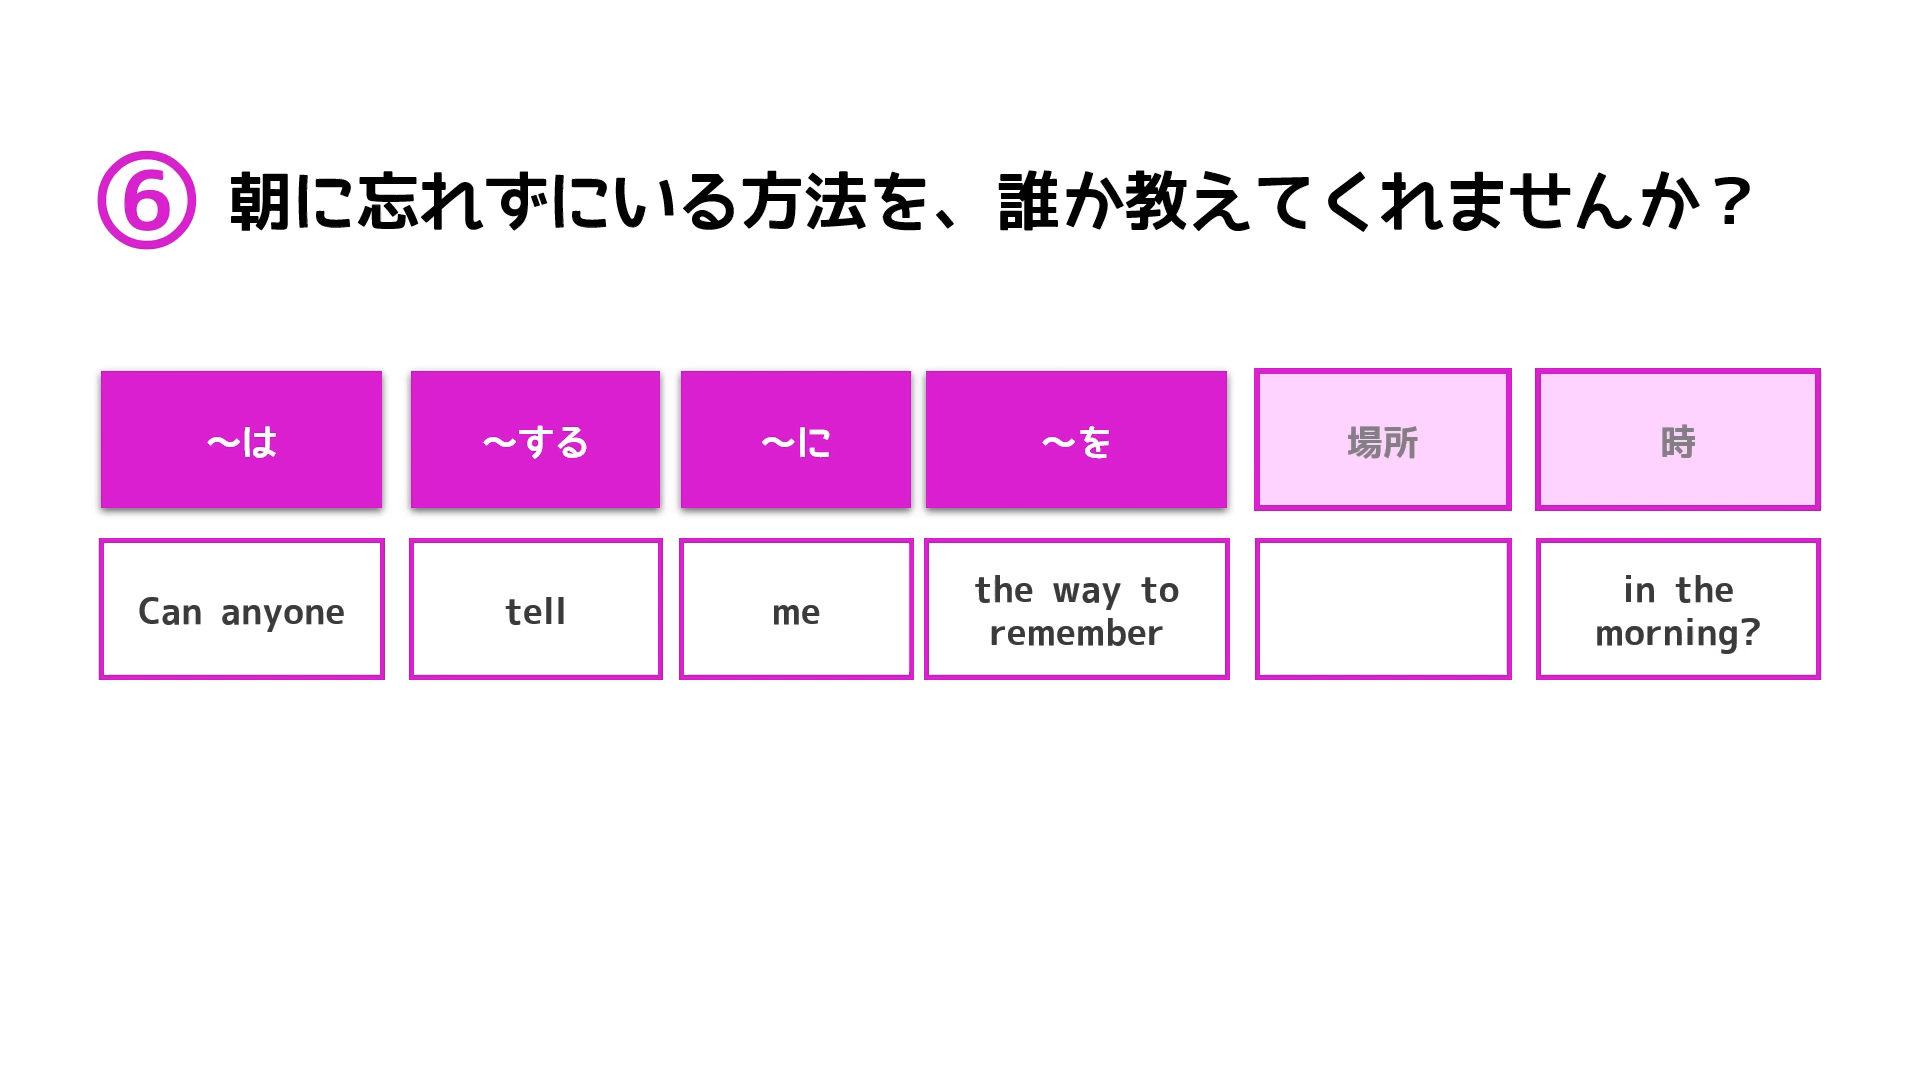 ⑥ 朝に忘れずにいる方法を、誰か教えてくれませんか？
～は
～する
～に
～を
場所
時
Can anyone
tell
me
the way to
remember
in the
morning?